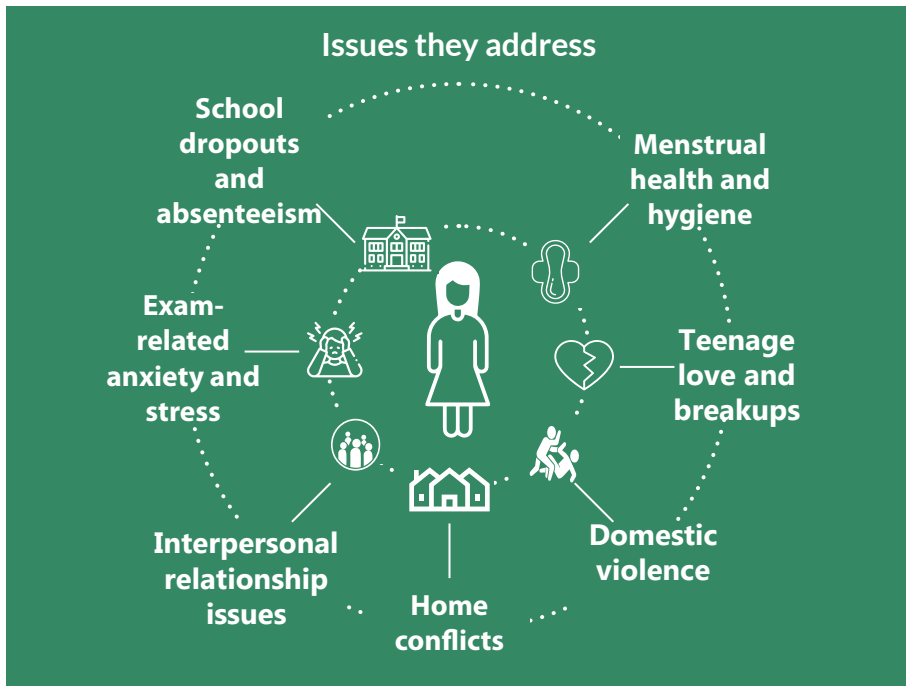 Issues they address
School
dropouts
and
absenteeism
Menstrual
health and
hygiene
Exam-
related
anxiety and
stress
Teenage
love and
breakups
Interpersonal
relationship
issues
Domestic
violence
Home
conflicts